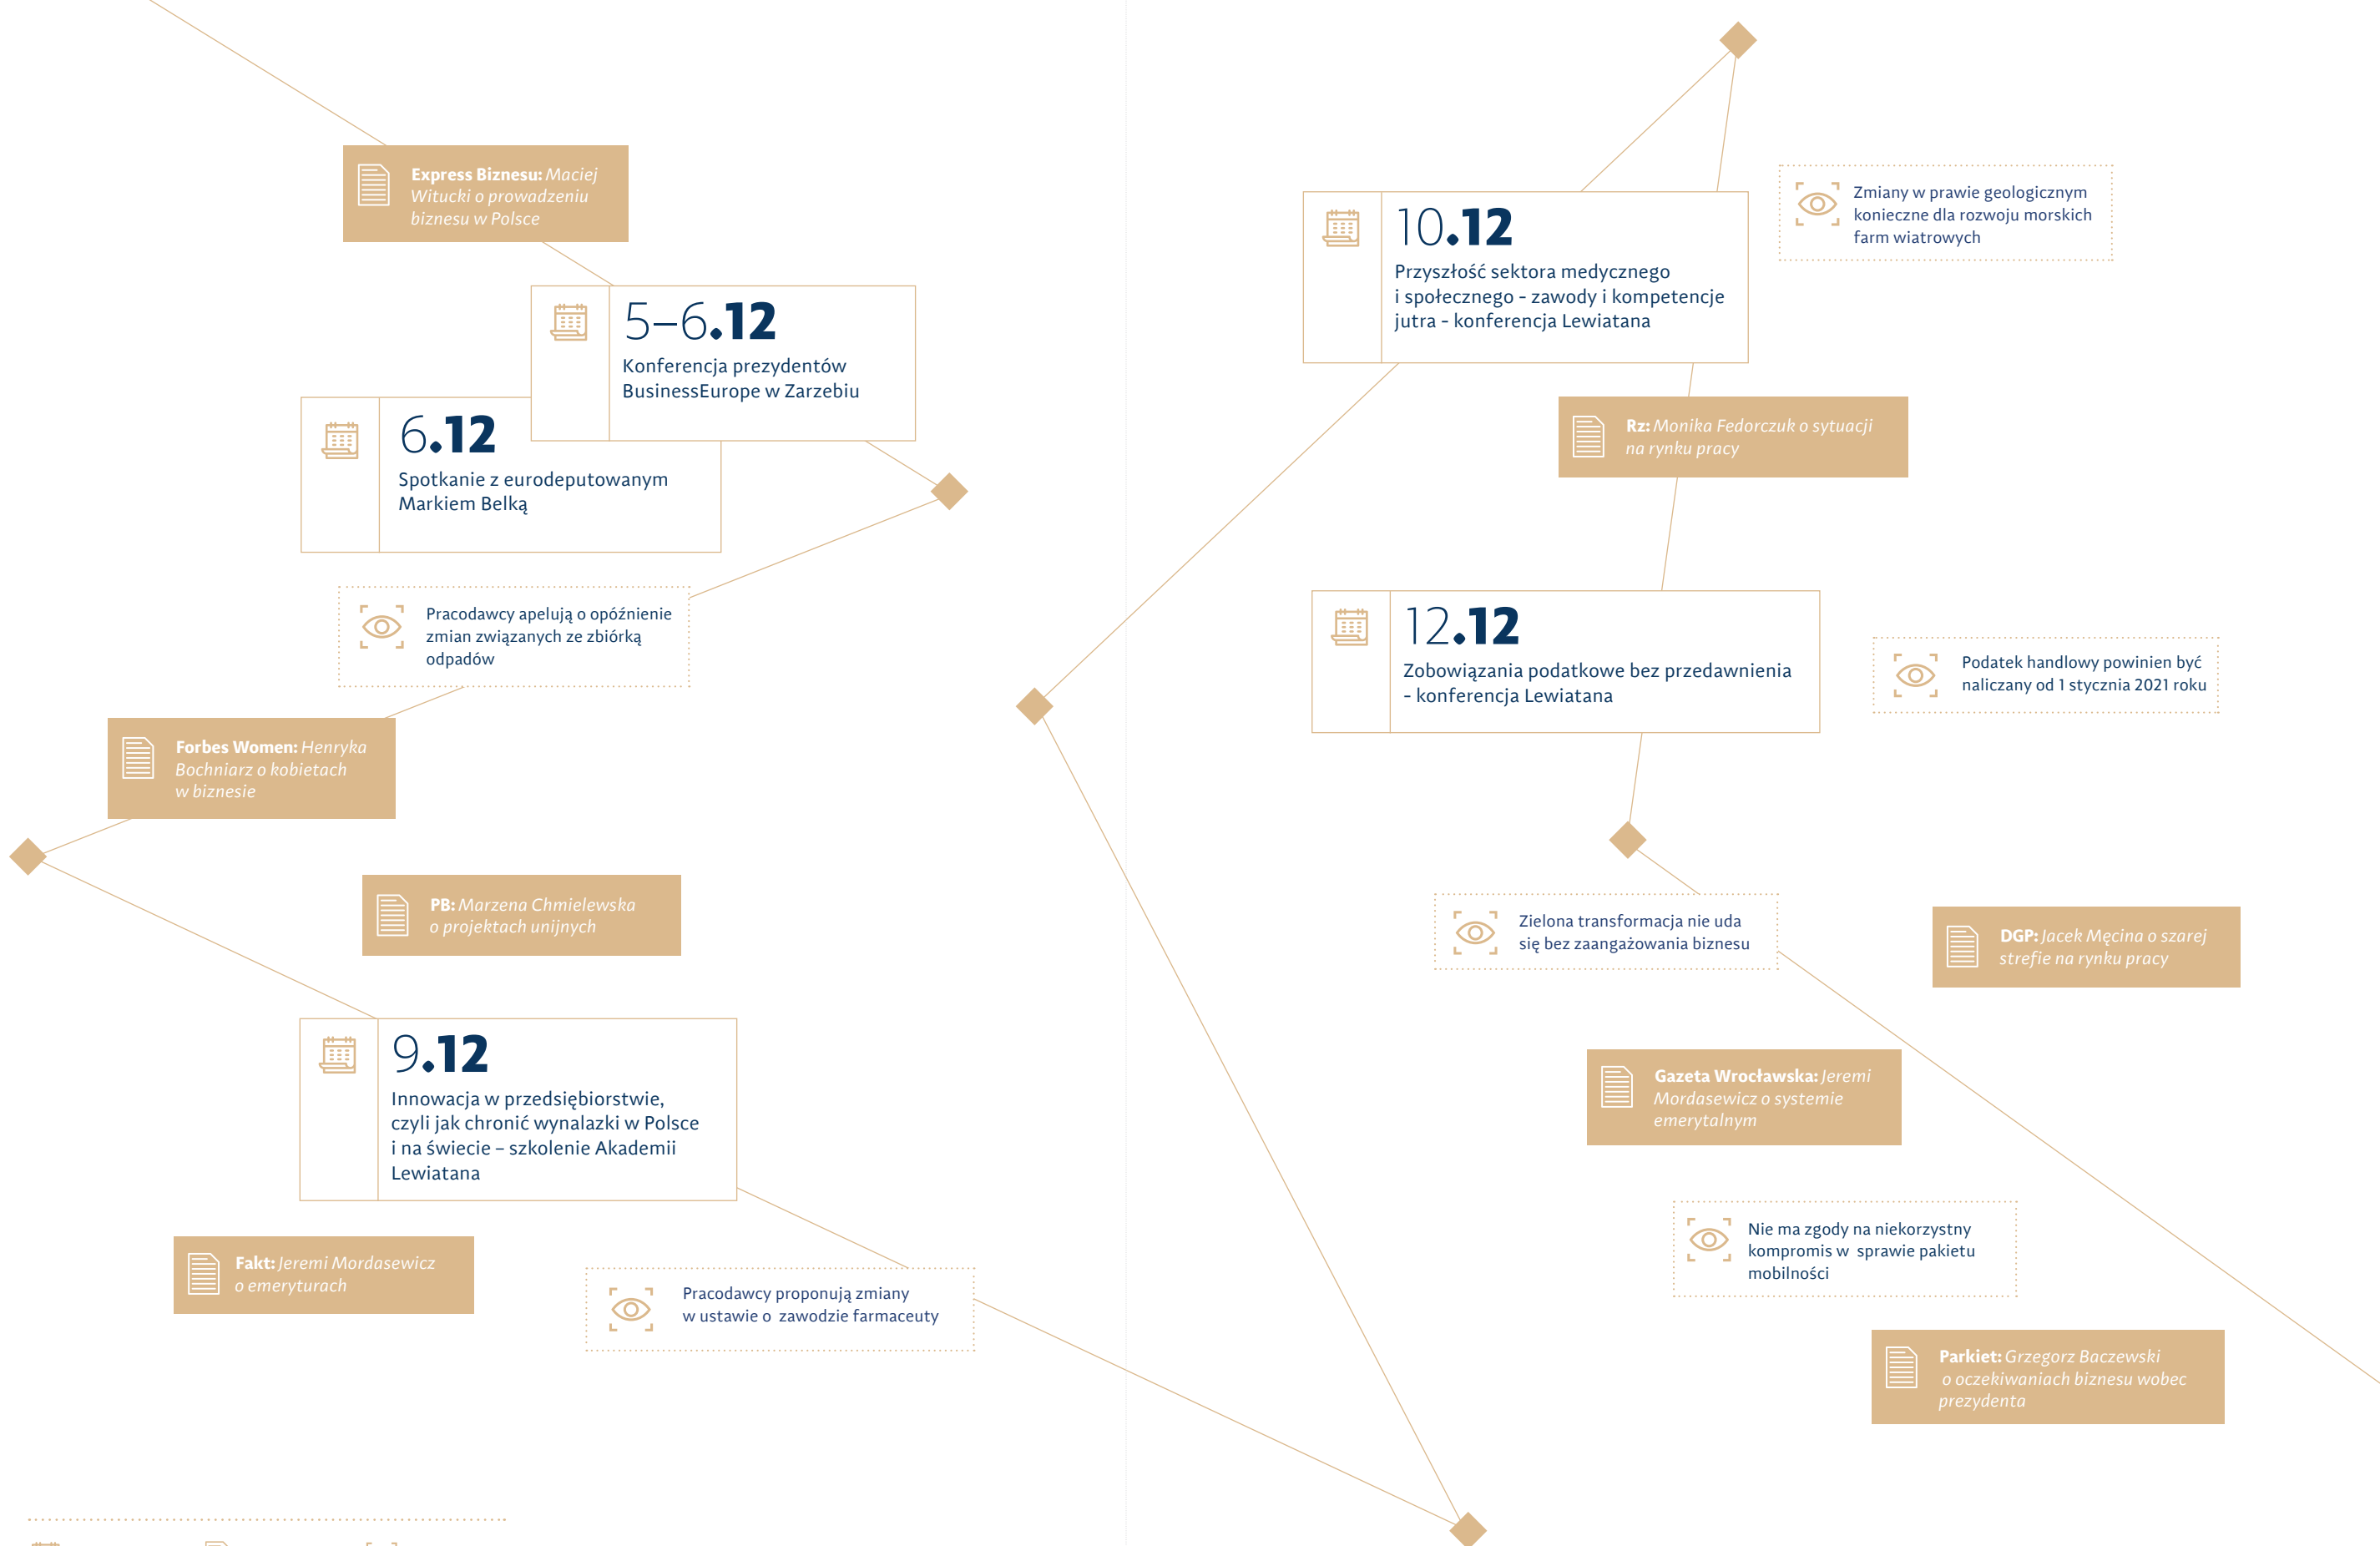 Express Biznesu: Maciej
Witucki o prowadzeniu
biznesu w Polsce
5–6.12
Konferencja prezydentów
BusinessEurope w Zarzebiu
6.12
Spotkanie z eurodeputowanym
Markiem Belką
Pracodawcy apelują o opóźnienie
zmian związanych ze zbiórką
odpadów
Forbes Women: Henryka
Bochniarz o kobietach
w biznesie
PB: Marzena Chmielewska
o projektach unijnych
9.12
Innowacja w przedsiębiorstwie,
czyli jak chronić wynalazki w Polsce
i na świecie – szkolenie Akademii
Lewiatana
Fakt: Jeremi Mordasewicz
o emeryturach
Pracodawcy proponują zmiany
w ustawie o  zawodzie farmaceuty
10.12
Przyszłość sektora medycznego
i społecznego - zawody i kompetencje
jutra - konferencja Lewiatana
Zmiany w prawie geologicznym
konieczne dla rozwoju morskich
farm wiatrowych
Rz: Monika Fedorczuk o sytuacji
na rynku pracy
12.12
Zobowiązania podatkowe bez przedawnienia
- konferencja Lewiatana
Podatek handlowy powinien być
naliczany od 1 stycznia 2021 roku
Zielona transformacja nie uda
się bez zaangażowania biznesu
DGP: Jacek Męcina o szarej
strefie na rynku pracy
Gazeta Wrocławska: Jeremi
Mordasewicz o systemie
emerytalnym
Nie ma zgody na niekorzystny
kompromis w  sprawie pakietu
mobilności
Parkiet: Grzegorz Baczewski
o oczekiwaniach biznesu wobec
prezydenta